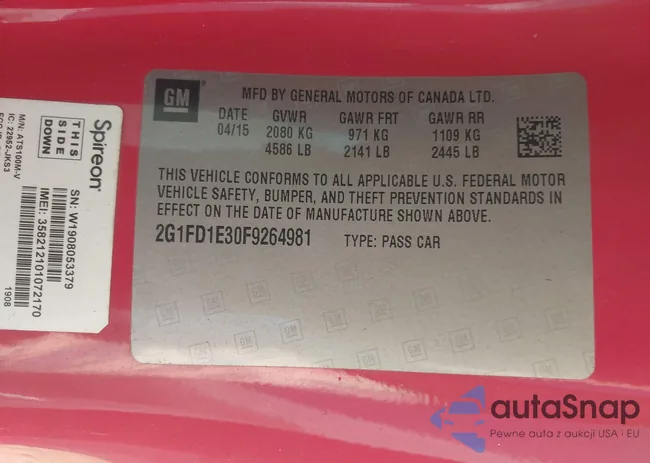 GM
MFD BY GENERAL MOTORS OF CANADA LTD.
DATE GVWR GAWR FRT GAWR RR
04/15 2080 KG 971 KG 1109 KG
4586 LB 2141 LB 2445 LB
THIS VEHICLE CONFORMS TO ALL APPLICABLE U.S. FEDERAL MOTOR
VEHICLE SAFETY, BUMPER, AND THEFT PREVENTION STANDARDS IN
EFFECT ON THE DATE OF MANUFACTURE SHOWN ABOVE.
2G1FD1E30F9264981 TYPE: PASS CAR
Spireon
THIS
SIDE
DOWN
SN: W1908053379
IMEI: 358212101072170
1908
M/N: ATS100M-V
IC: 22952-JKS3
autaSnap
Pewne auta z aukcji USA i EU